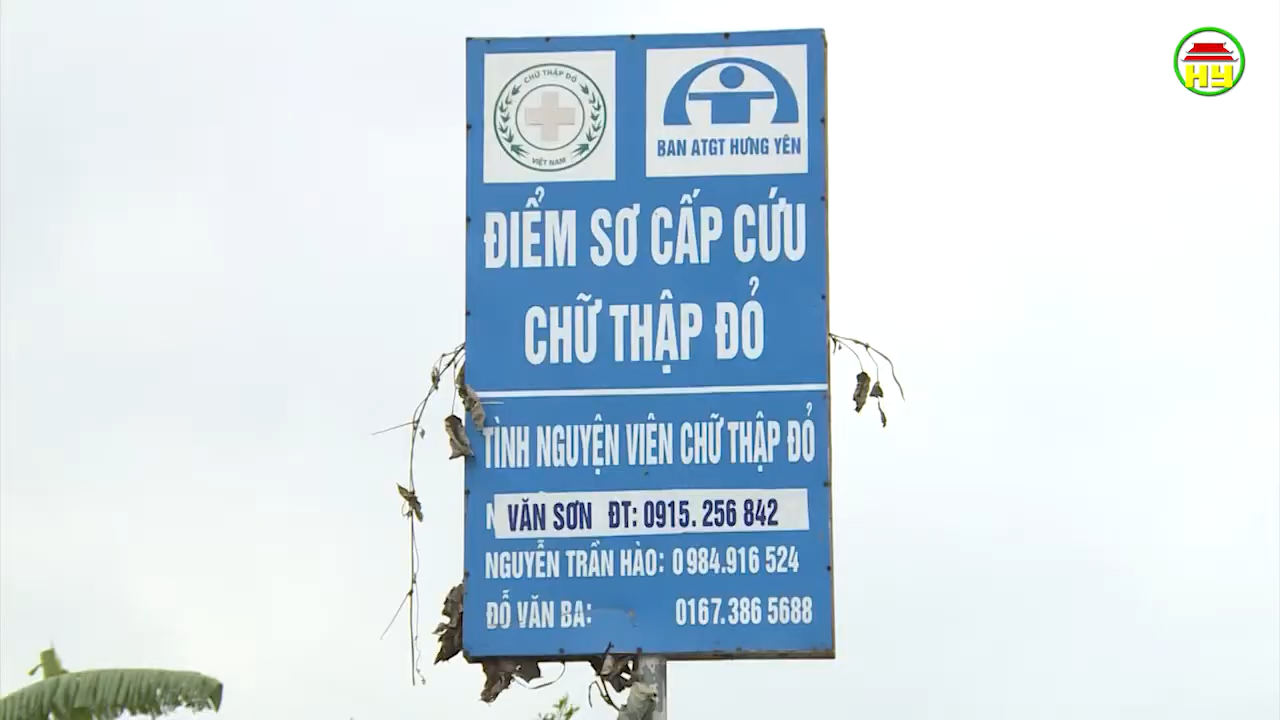 HY
CHỮ THẬP ĐỎ
VIỆT NAM
BAN ATGT HƯNG YÊN
ĐIỂM SƠ CẤP CỨU
CHỮ THẬP ĐỎ
TÌNH NGUYỆN VIÊN CHỮ THẬP ĐỎ
VĂN SƠN ĐT: 0915. 256 842
NGUYỄN TRẦN HÀO: 0984.916 524
ĐỖ VĂN BA: 0167.386 5688